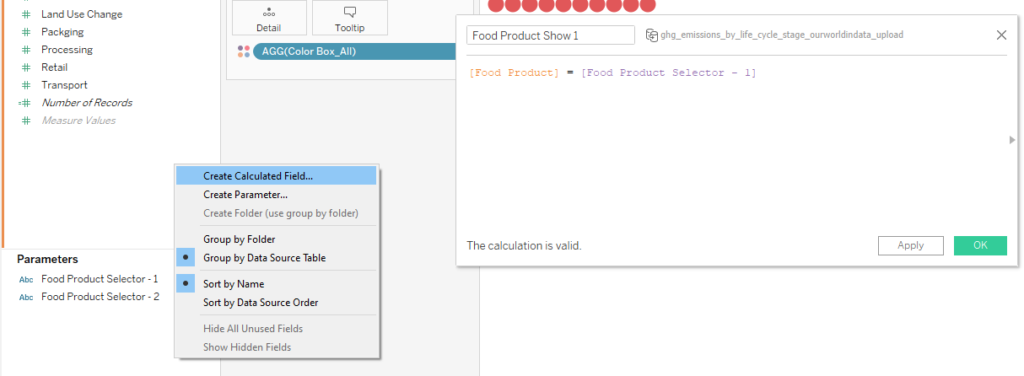 Land Use Change
Packging
Processing
Retail
Transport
Number of Records
Measure Values
Detail
Tooltip
AGG(Color Box_All)
Create Calculated Field...
Create Parameter...
Create Folder (use group by folder)
Group by Folder
Group by Data Source Table
Sort by Name
Sort by Data Source Order
Hide All Unused Fields
Show Hidden Fields
Parameters
Abc Food Product Selector - 1
Abc Food Product Selector - 2
Food Product Show 1
ghg_emissions_by_life_cycle_stage_ourworldindata_upload
[Food Product] = [Food Product Selector - 1]
The calculation is valid.
Apply
OK